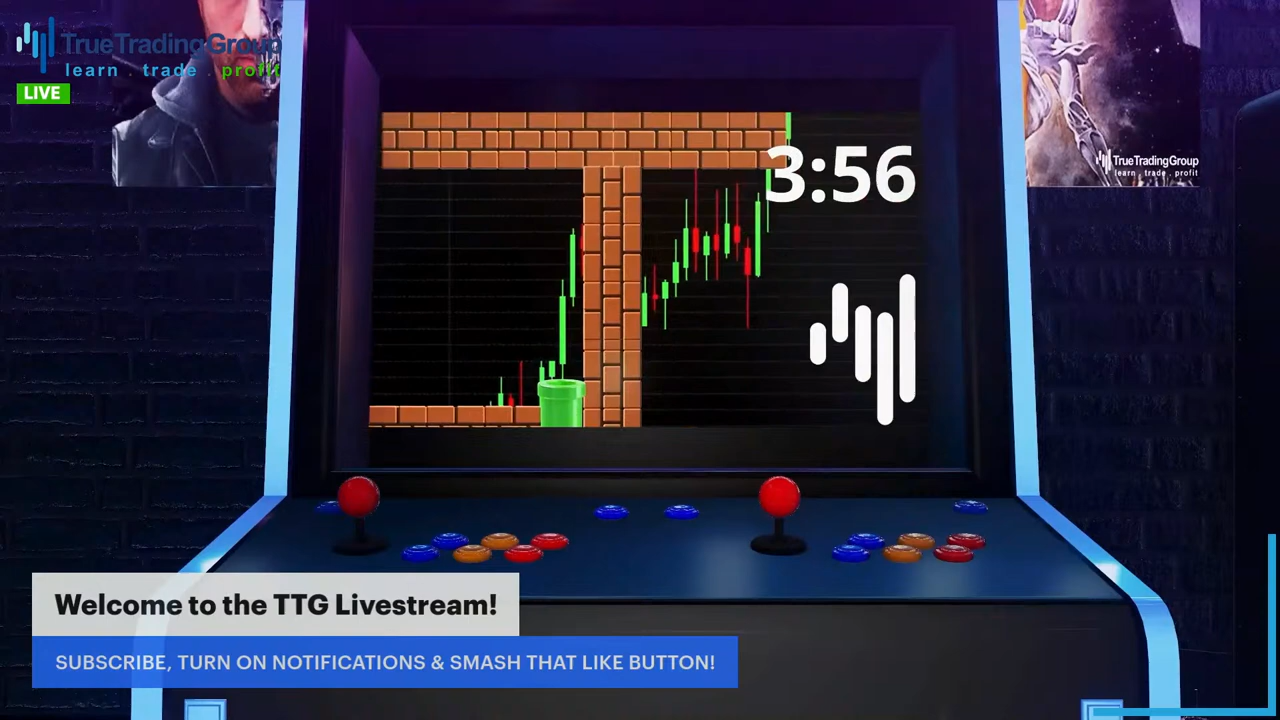 TrueTradingGroup
learn . trade . profit
LIVE
3:56
TrueTradingGroup
learn . trade . profit
Welcome to the TTG Livestream!
SUBSCRIBE, TURN ON NOTIFICATIONS & SMASH THAT LIKE BUTTON!